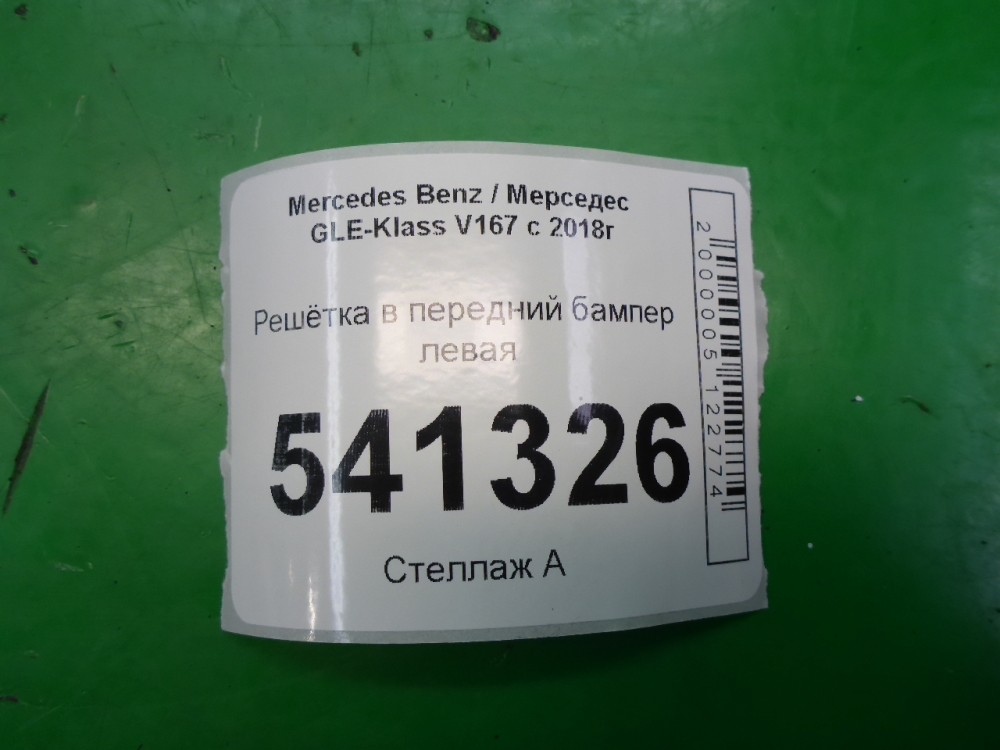 Mercedes Benz / Мерседес
GLE-Klass V167 с 2018г
Решётка в передний бампер
левая
541326
Стеллаж А
2000005122774